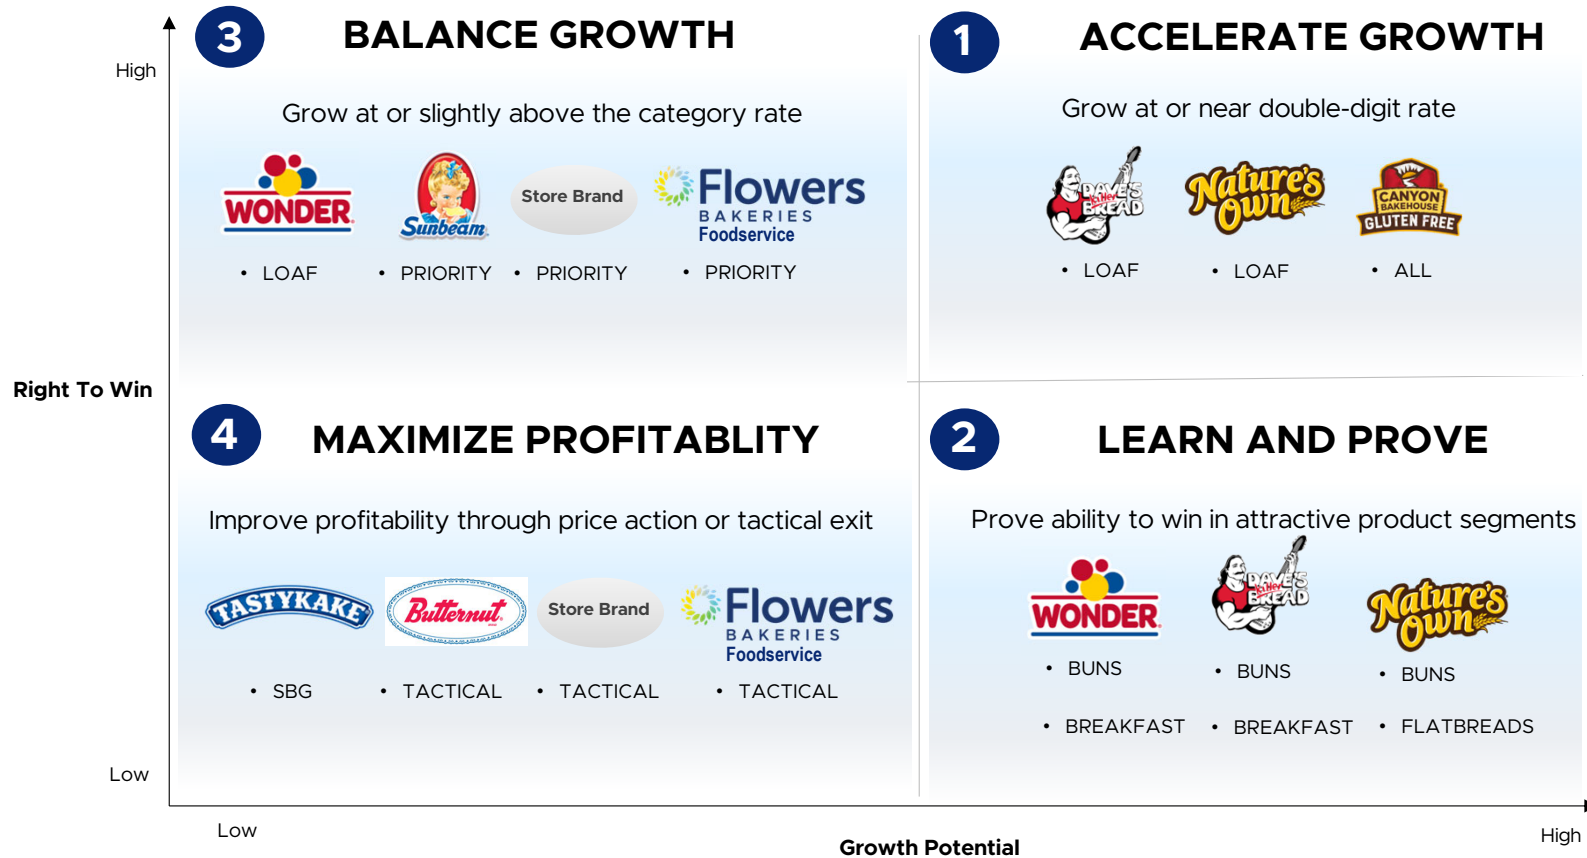 3
BALANCE GROWTH
1
ACCELERATE GROWTH
High
Grow at or slightly above the category rate
Grow at or near double-digit rate
WONDER
Sunbeam
Store Brand
Flowers
BAKERIES
Foodservice
DAVE'S
Killer
BREAD
Nature's
Own
CANYON
BAKEHOUSE
GLUTEN FREE
• LOAF
• PRIORITY
• PRIORITY
• PRIORITY
• LOAF
• LOAF
• ALL
Right To Win
4
MAXIMIZE PROFITABLITY
2
LEARN AND PROVE
Improve profitability through price action or tactical exit
Prove ability to win in attractive product segments
TASTYKAKE
Butternut
Store Brand
Flowers
BAKERIES
Foodservice
WONDER
DAVE'S
Killer
BREAD
Nature's
Own
• SBG
• TACTICAL
• TACTICAL
• TACTICAL
• BUNS
• BUNS
• BUNS
• BREAKFAST
• BREAKFAST
• FLATBREADS
Low
Low
Growth Potential
High